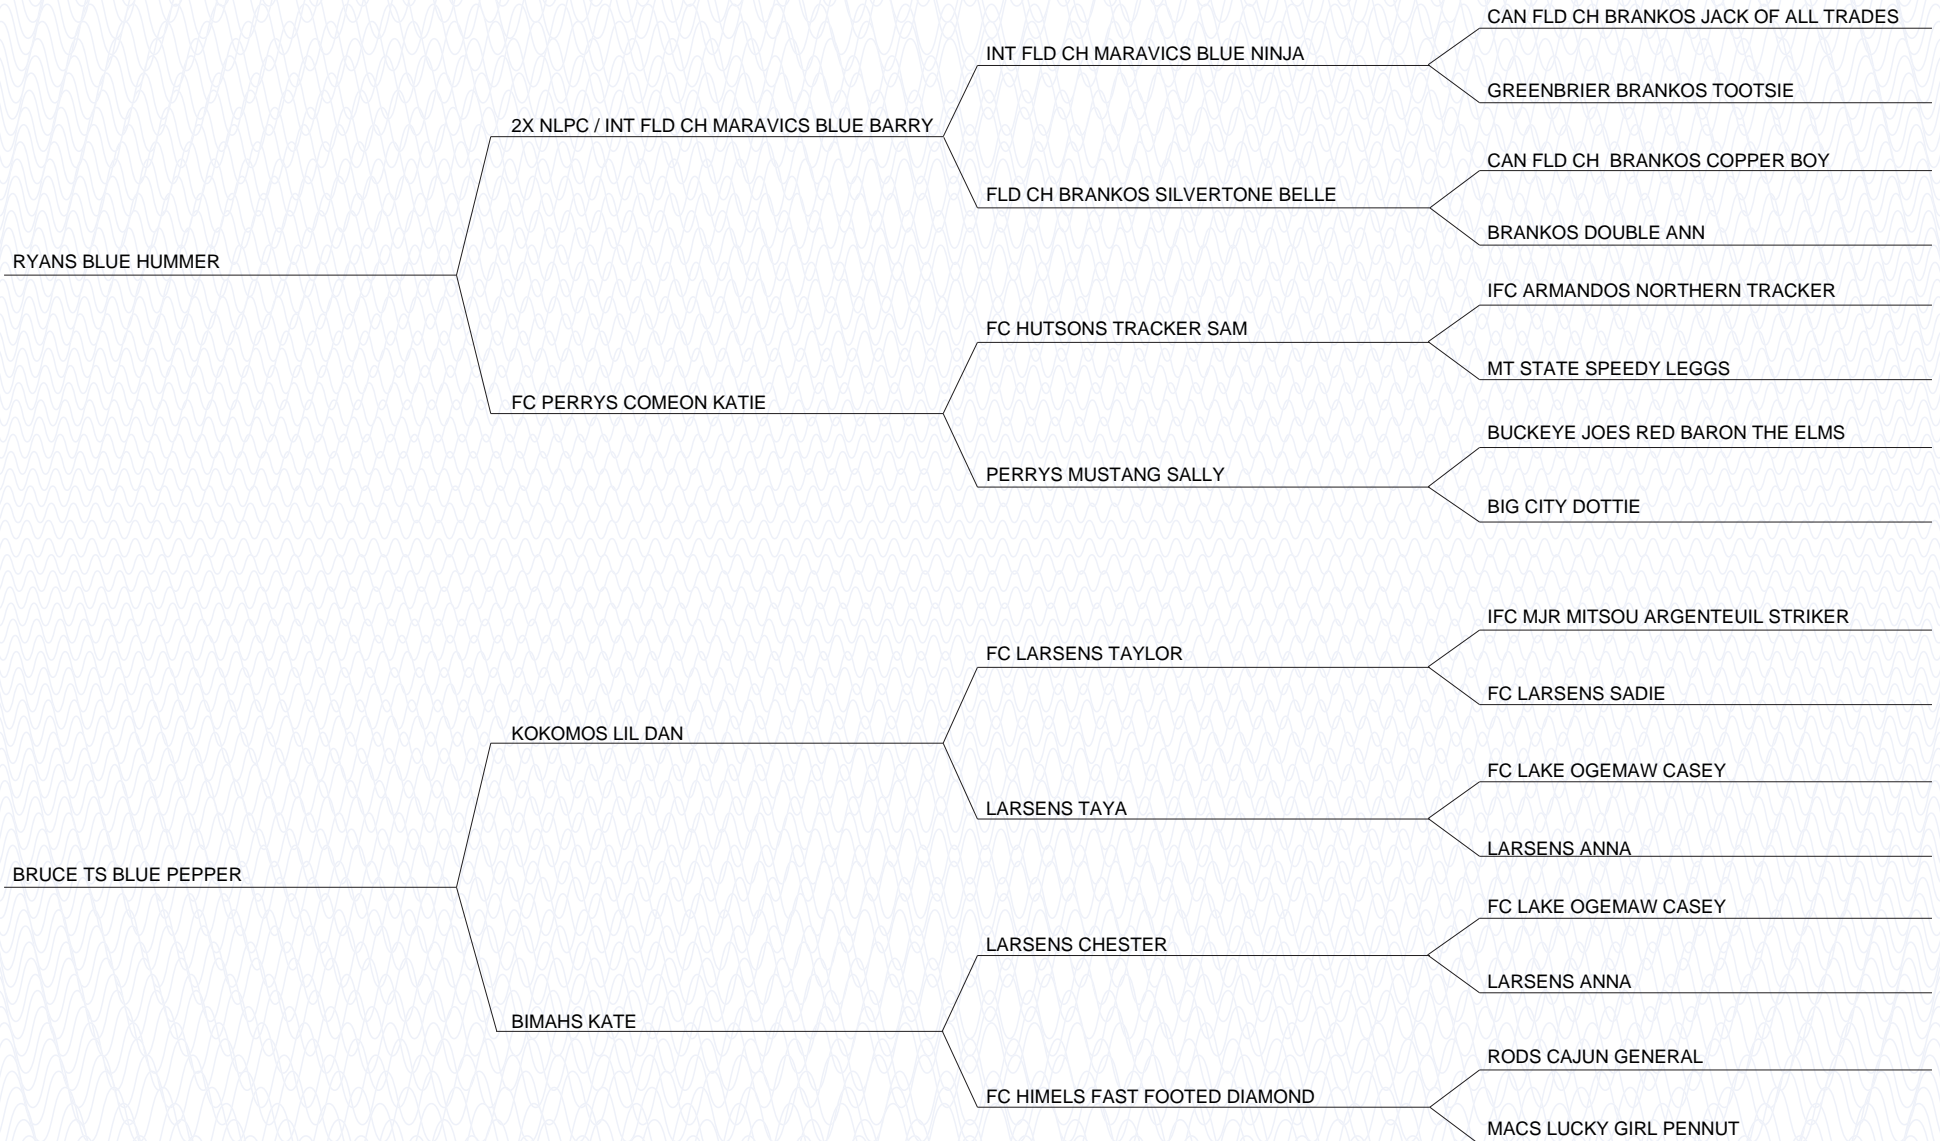 CAN FLD CH BRANKOS JACK OF ALL TRADES
INT FLD CH MARAVICS BLUE NINJA
GREENBRIER BRANKOS TOOTSIE
2X NLPC / INT FLD CH MARAVICS BLUE BARRY
CAN FLD CH  BRANKOS COPPER BOY
FLD CH BRANKOS SILVERTONE BELLE
BRANKOS DOUBLE ANN
RYANS BLUE HUMMER
IFC ARMANDOS NORTHERN TRACKER
FC HUTSONS TRACKER SAM
MT STATE SPEEDY LEGGS
FC PERRYS COMEON KATIE
BUCKEYE JOES RED BARON THE ELMS
PERRYS MUSTANG SALLY
BIG CITY DOTTIE
IFC MJR MITSOU ARGENTEUIL STRIKER
FC LARSENS TAYLOR
FC LARSENS SADIE
KOKOMOS LIL DAN
FC LAKE OGEMAW CASEY
LARSENS TAYA
LARSENS ANNA
BRUCE TS BLUE PEPPER
FC LAKE OGEMAW CASEY
LARSENS CHESTER
LARSENS ANNA
BIMAHS KATE
RODS CAJUN GENERAL
FC HIMELS FAST FOOTED DIAMOND
MACS LUCKY GIRL PENNUT